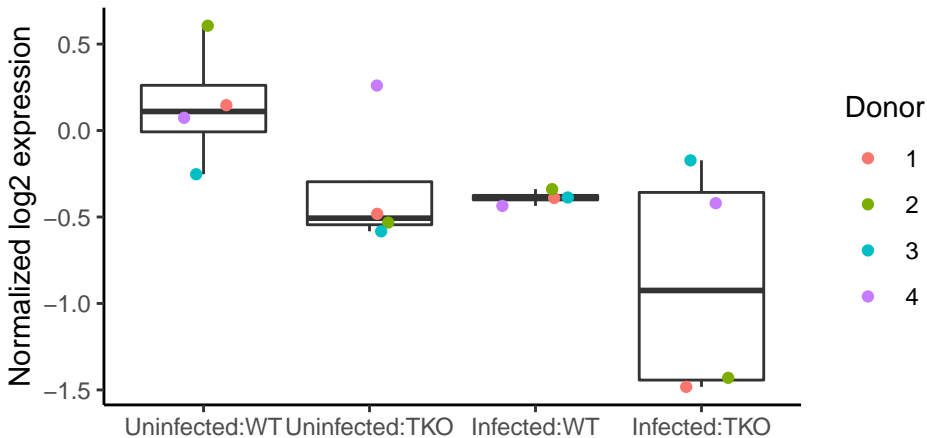 Normalized log2 expression
0.5
0.0
−0.5
−1.0
−1.5
Uninfected:WT
Uninfected:TKO
Infected:WT
Infected:TKO
Donor
1
2
3
4